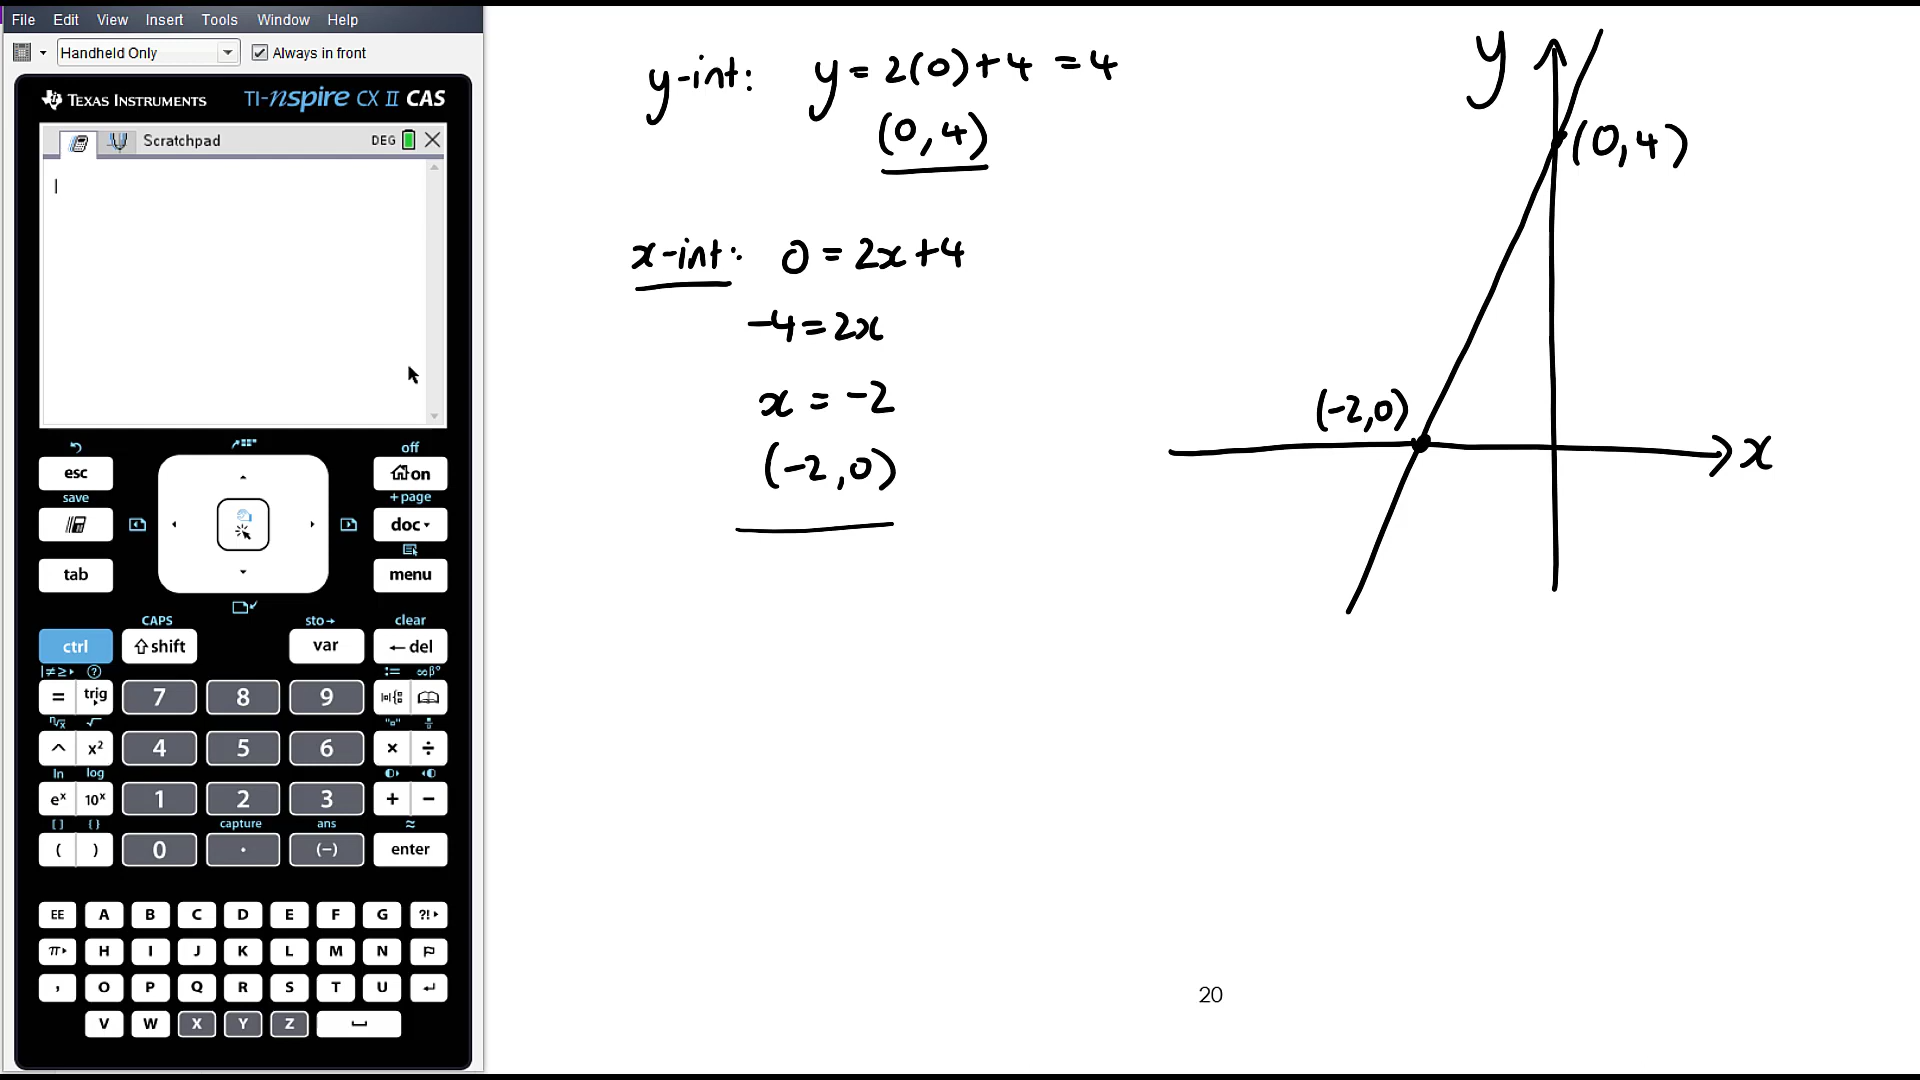 File Edit View Insert Tools Window Help
Handheld Only Always in front
TEXAS INSTRUMENTS TI-nspire CX II CAS
Scratchpad DEG
off
esc on
save + page
doc
tab menu
CAPS sto→ clear
ctrl shift var ← del
|≠≥▸ ? := ∞β°
= trig 7 8 9
ⁿ√x √ "▫"
^ x² 4 5 6 × ÷
ln log
eˣ 10ˣ 1 2 3 + −
[ ] { } capture ans ≈
( ) 0 . (−) enter
EE A B C D E F G ?!▸
π▸ H I J K L M N
, O P Q R S T U ↵
V W X Y Z
y-int: y = 2(0)+4 = 4
(0,4)
x-int: 0 = 2x+4
-4 = 2x
x = -2
(-2,0)
y
(0,4)
(-2,0)
x
20